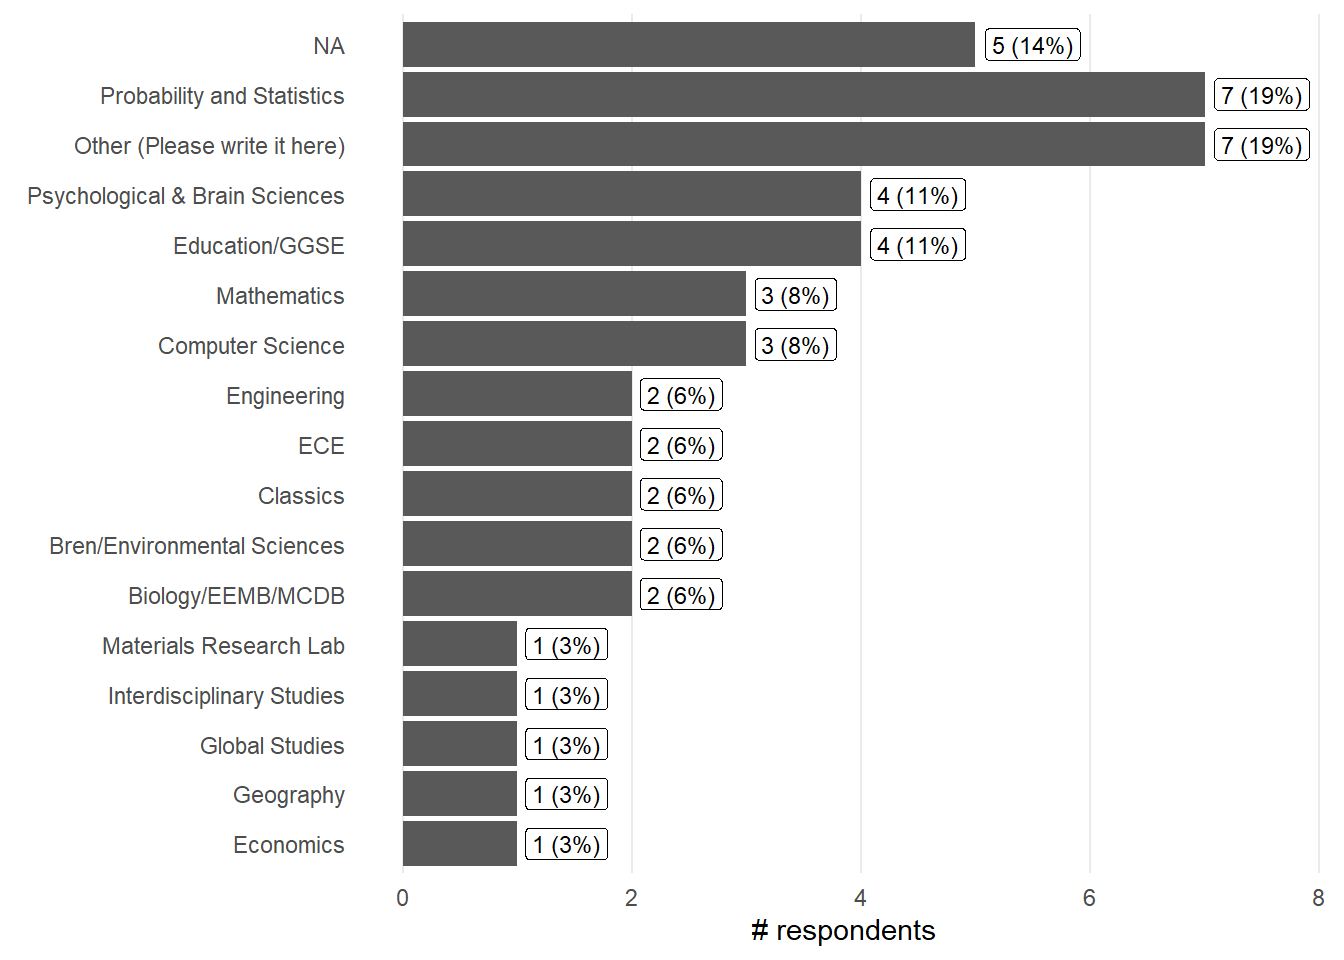 NA 5 (14%)
Probability and Statistics 7 (19%)
Other (Please write it here) 7 (19%)
Psychological & Brain Sciences 4 (11%)
Education/GGSE 4 (11%)
Mathematics 3 (8%)
Computer Science 3 (8%)
Engineering 2 (6%)
ECE 2 (6%)
Classics 2 (6%)
Bren/Environmental Sciences 2 (6%)
Biology/EEMB/MCDB 2 (6%)
Materials Research Lab 1 (3%)
Interdisciplinary Studies 1 (3%)
Global Studies 1 (3%)
Geography 1 (3%)
Economics 1 (3%)
0 2 4 6 8
# respondents